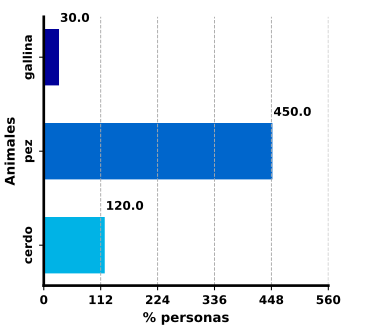 30.0
gallina
450.0
pez
120.0
cerdo
Animales
0 112 224 336 448 560
% personas